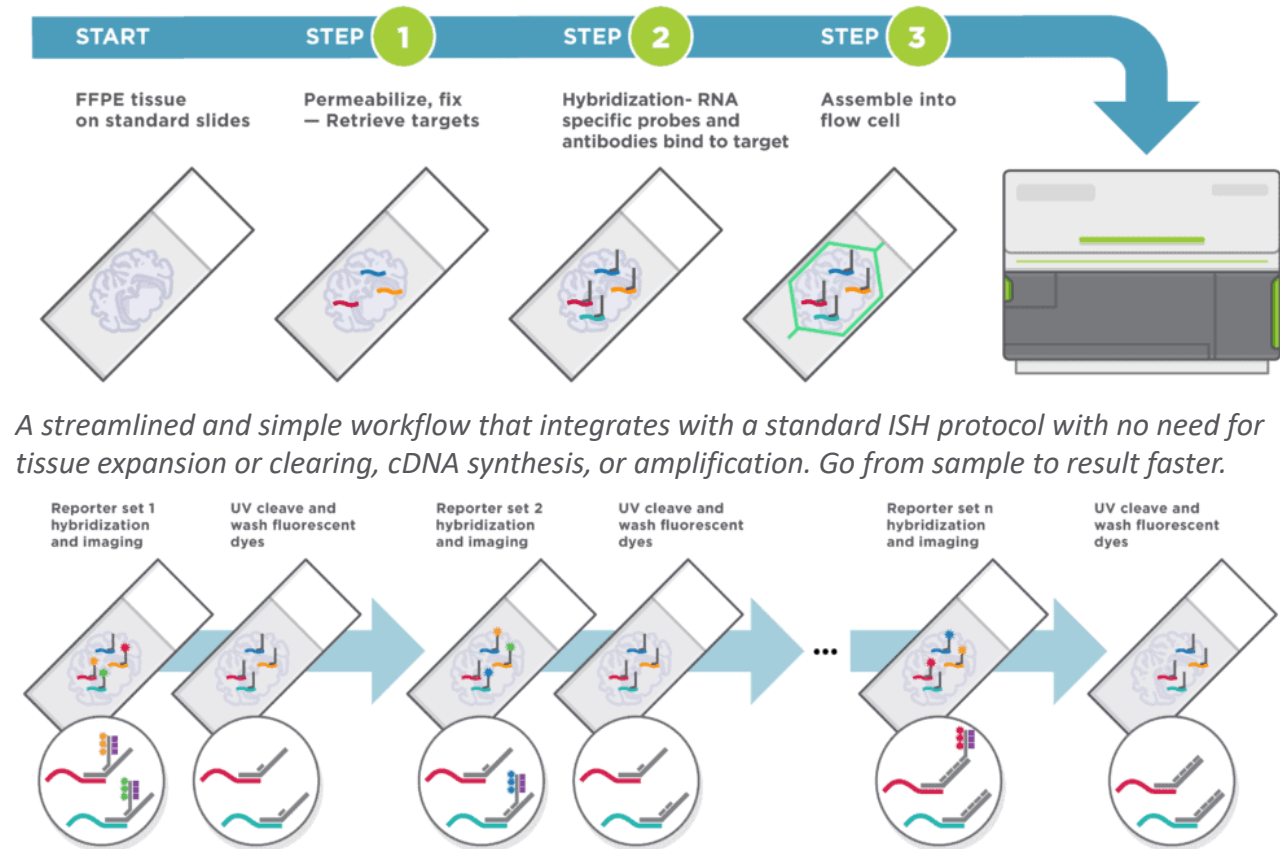 START
STEP 1
STEP 2
STEP 3
FFPE tissue
on standard slides
Permeabilize, fix
— Retrieve targets
Hybridization- RNA
specific probes and
antibodies bind to target
Assemble into
flow cell
A streamlined and simple workflow that integrates with a standard ISH protocol with no need for
tissue expansion or clearing, cDNA synthesis, or amplification. Go from sample to result faster.
Reporter set 1
hybridization
and imaging
UV cleave and
wash fluorescent
dyes
Reporter set 2
hybridization
and imaging
UV cleave and
wash fluorescent
dyes
...
Reporter set n
hybridization
and imaging
UV cleave and
wash fluorescent
dyes